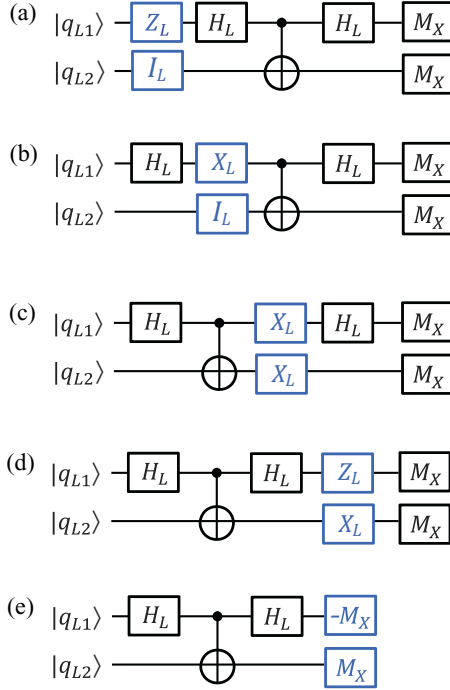 (a) |q_{L1}⟩ Z_L H_L H_L M_X
|q_{L2}⟩ I_L M_X
(b) |q_{L1}⟩ H_L X_L H_L M_X
|q_{L2}⟩ I_L M_X
(c) |q_{L1}⟩ H_L X_L H_L M_X
|q_{L2}⟩ X_L M_X
(d) |q_{L1}⟩ H_L H_L Z_L M_X
|q_{L2}⟩ X_L M_X
(e) |q_{L1}⟩ H_L H_L -M_X
|q_{L2}⟩ M_X